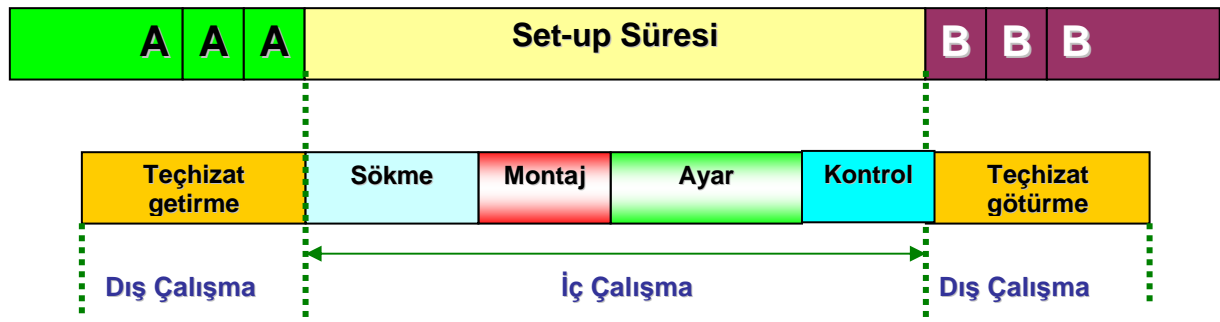 A A A Set-up Süresi B B B
Teçhizat getirme Sökme Montaj Ayar Kontrol Teçhizat götürme
Dış Çalışma İç Çalışma Dış Çalışma